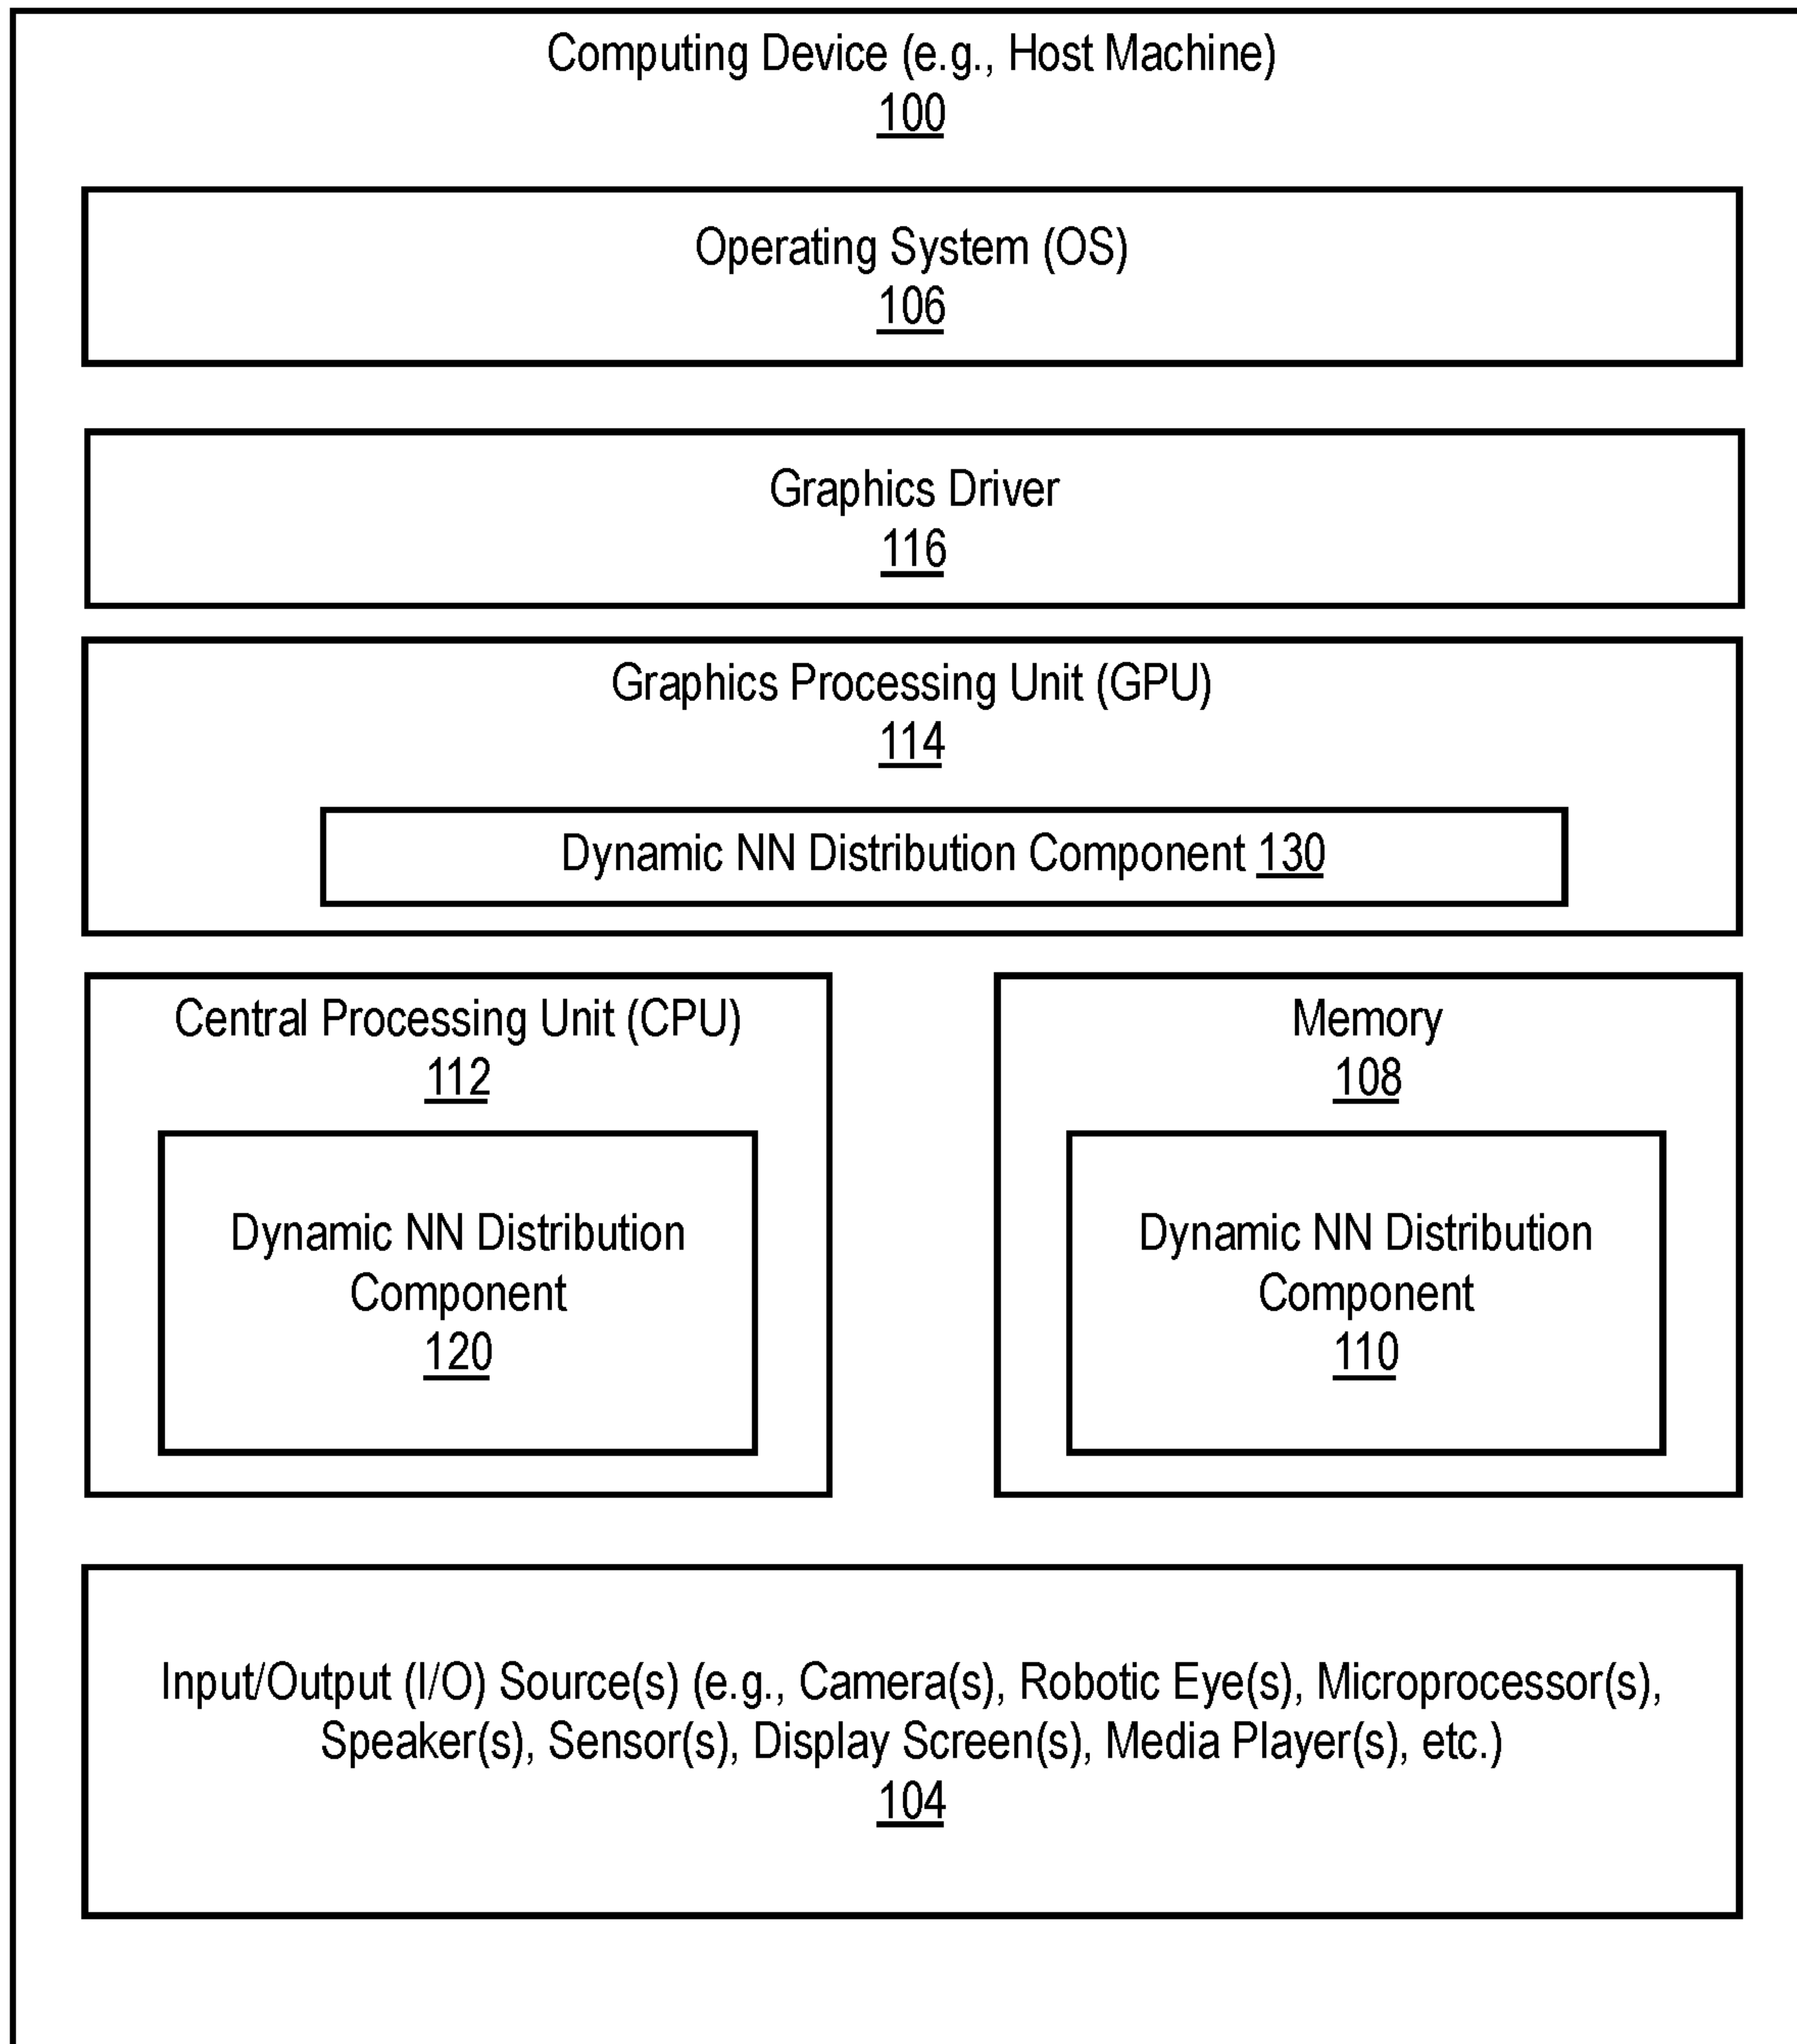 Computing Device (e.g., Host Machine)
100
Operating System (OS)
106
Graphics Driver
116
Graphics Processing Unit (GPU)
114
Dynamic NN Distribution Component 130
Central Processing Unit (CPU)
112
Dynamic NN Distribution
Component
120
Memory
108
Dynamic NN Distribution
Component
110
Input/Output (I/O) Source(s) (e.g., Camera(s), Robotic Eye(s), Microprocessor(s),
Speaker(s), Sensor(s), Display Screen(s), Media Player(s), etc.)
104